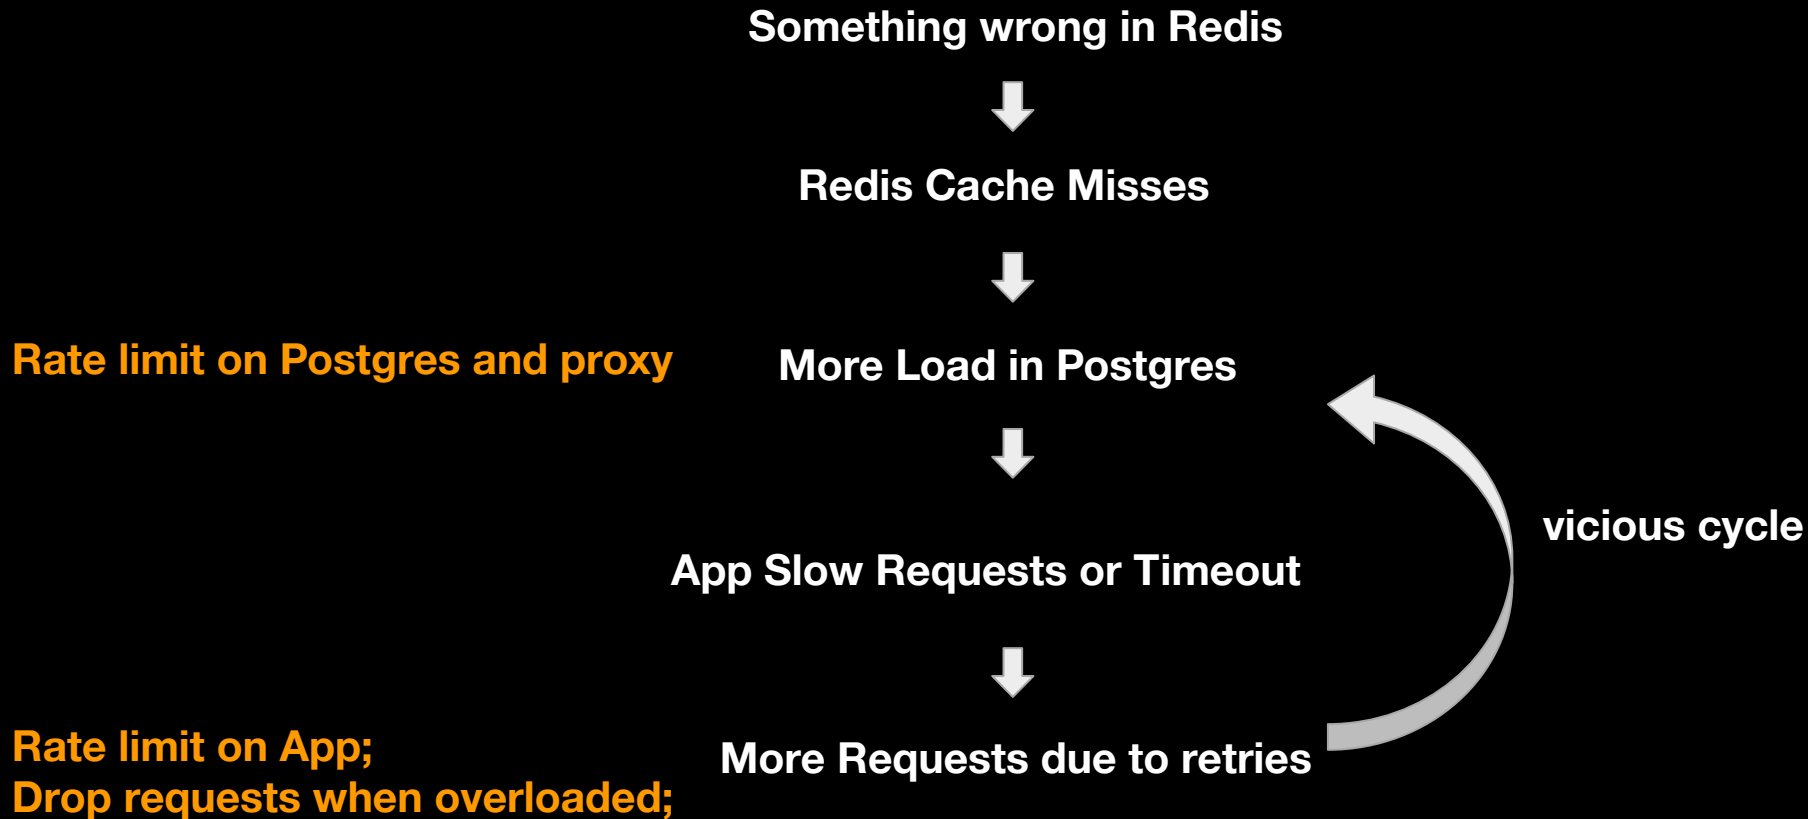 Something wrong in Redis
Redis Cache Misses
Rate limit on Postgres and proxy
More Load in Postgres
vicious cycle
App Slow Requests or Timeout
More Requests due to retries
Rate limit on App;
Drop requests when overloaded;